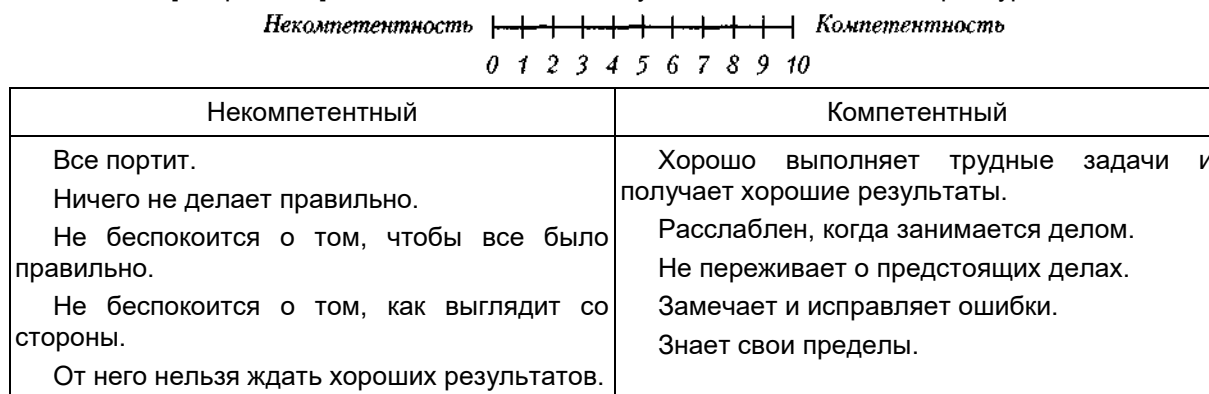 Некомпетентность Компетентность
0 1 2 3 4 5 6 7 8 9 10
Некомпетентный
Компетентный
Все портит.
Ничего не делает правильно.
Не беспокоится о том, чтобы все было
правильно.
Не беспокоится о том, как выглядит со
стороны.
От него нельзя ждать хороших результатов.
Хорошо выполняет трудные задачи и
получает хорошие результаты.
Расслаблен, когда занимается делом.
Не переживает о предстоящих делах.
Замечает и исправляет ошибки.
Знает свои пределы.